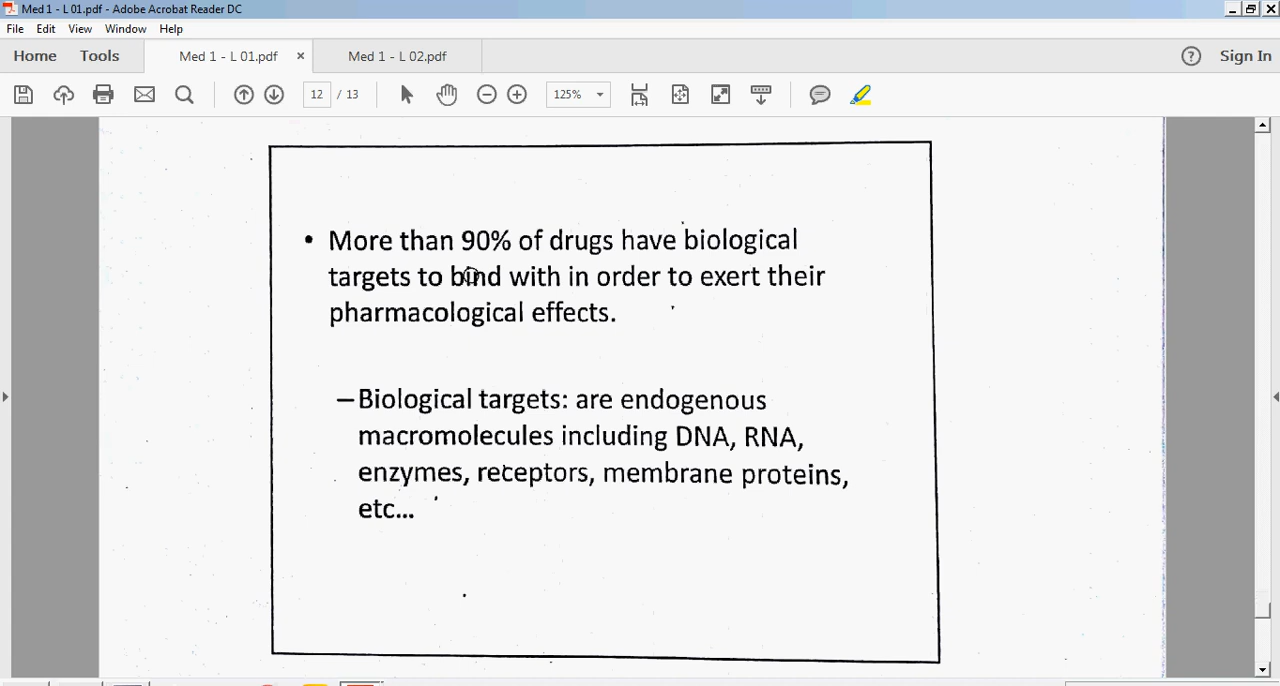 Med 1 - L 01.pdf - Adobe Acrobat Reader DC
File Edit View Window Help
Home Tools Med 1 - L 01.pdf × Med 1 - L 02.pdf ? Sign In
12 / 13 125%
• More than 90% of drugs have biological
targets to bind with in order to exert their
pharmacological effects.
–Biological targets: are endogenous
macromolecules including DNA, RNA,
enzymes, receptors, membrane proteins,
etc...